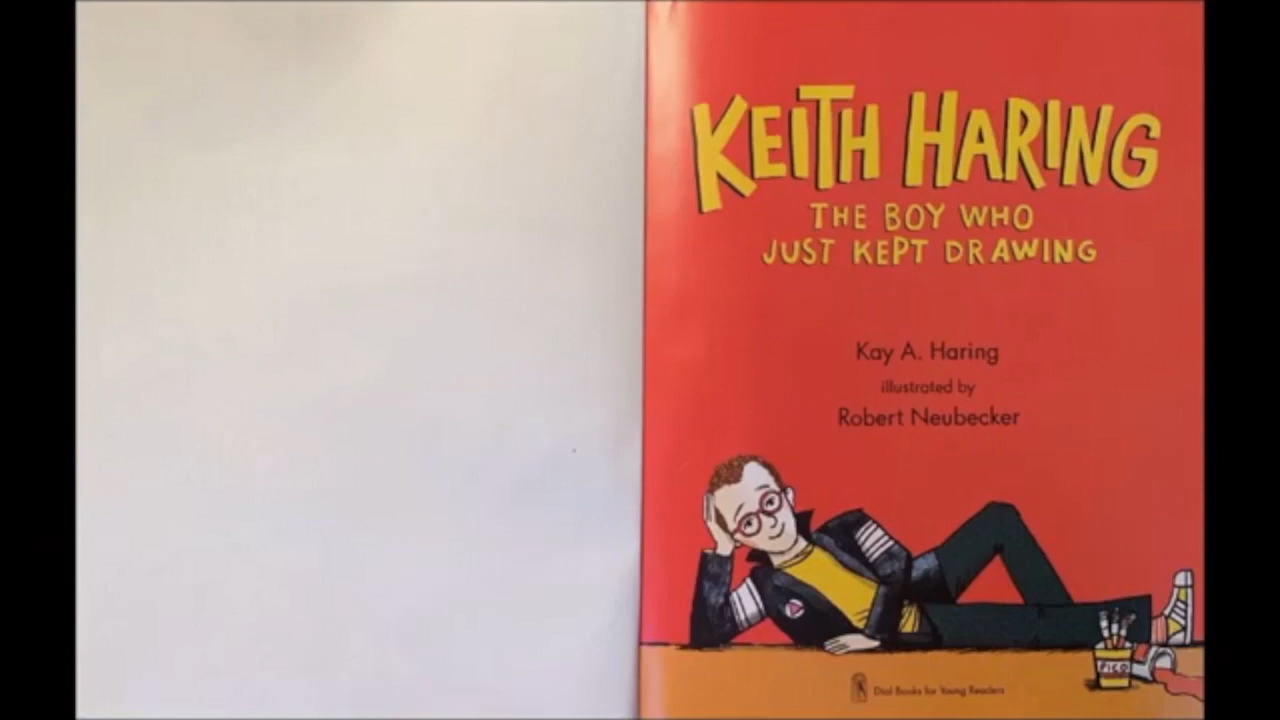 KEITH HARING
THE BOY WHO
JUST KEPT DRAWING
Kay A. Haring
illustrated by
Robert Neubecker
PICO
Dial Books for Young Readers